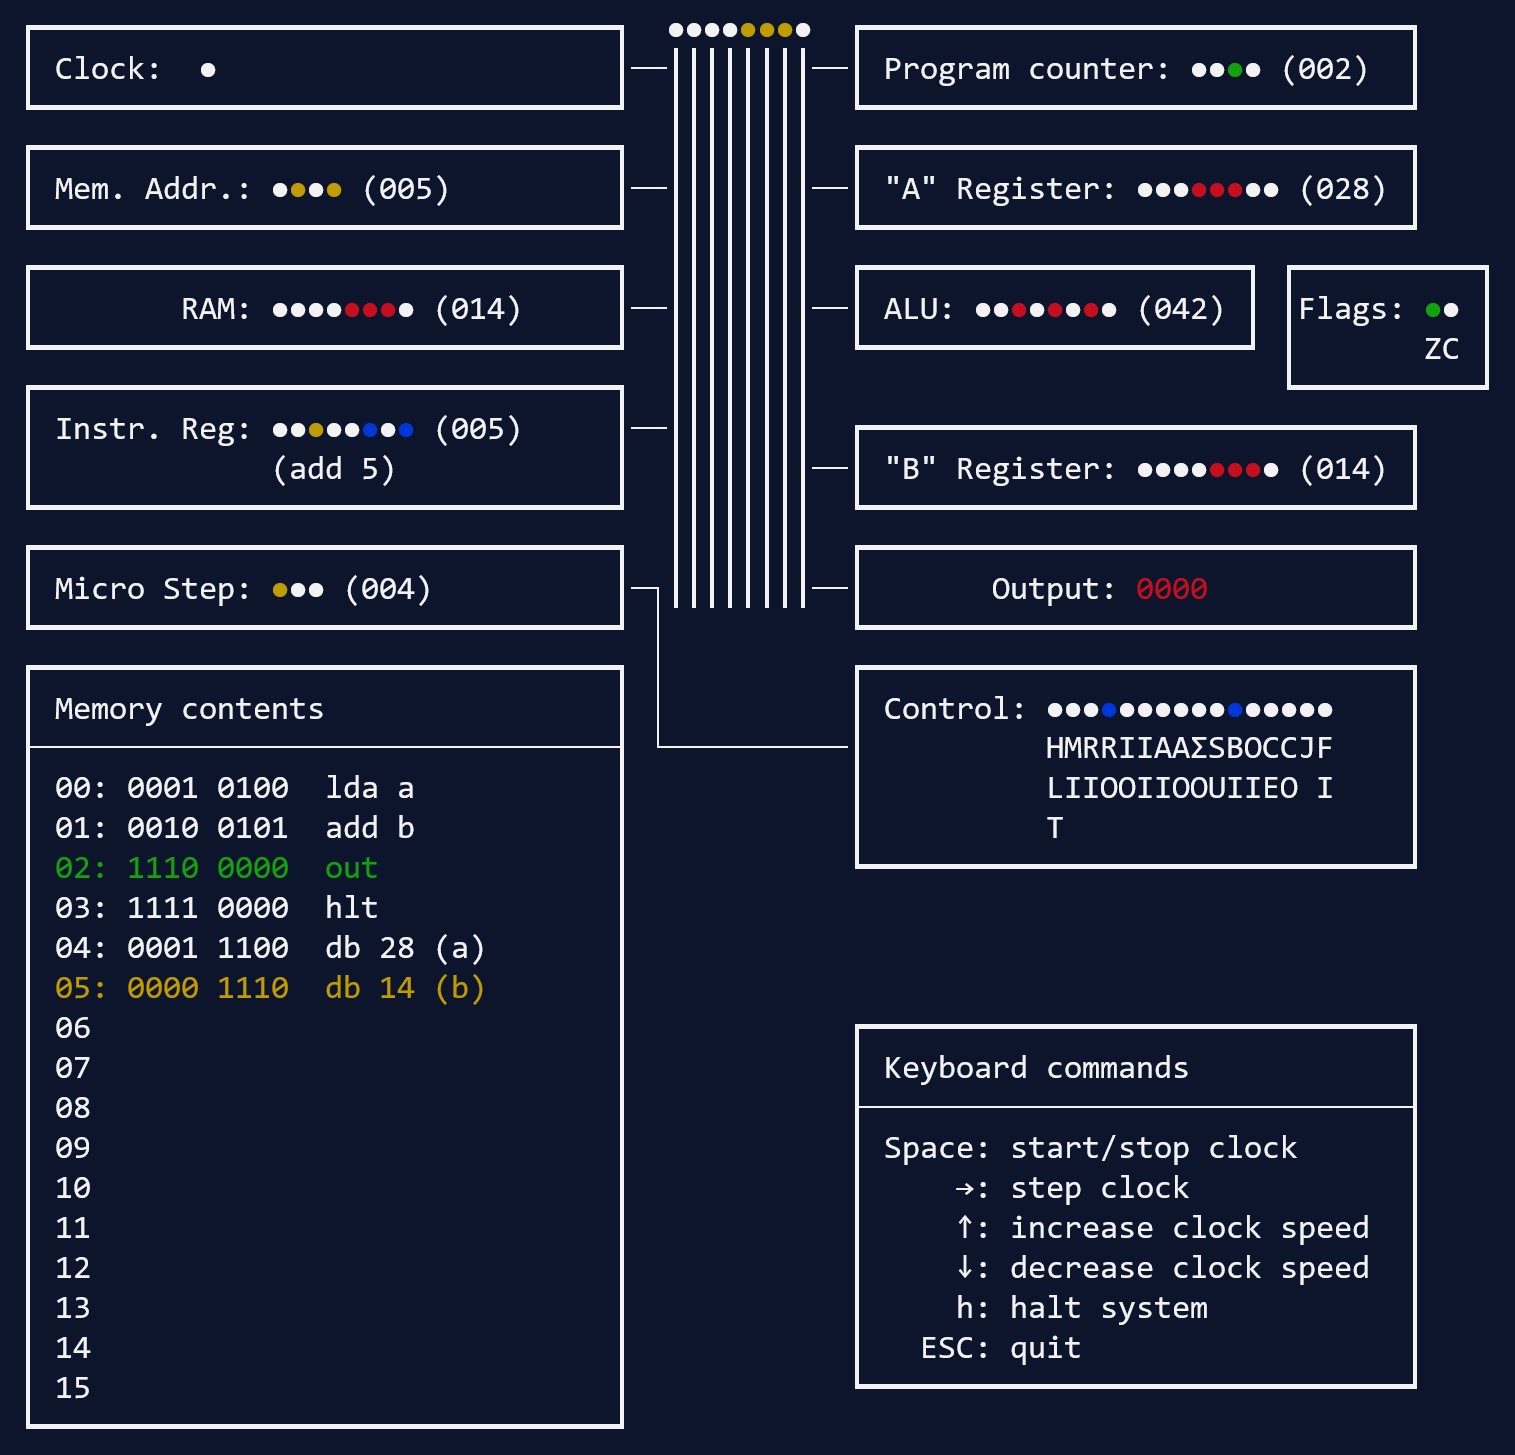 Clock:
Program counter: (002)
Mem. Addr.: (005)
"A" Register: (028)
RAM: (014)
ALU: (042)
Flags:
ZC
Instr. Reg: (005)
(add 5)
"B" Register: (014)
Micro Step: (004)
Output: 0000
Memory contents
00: 0001 0100 lda a
01: 0010 0101 add b
02: 1110 0000 out
03: 1111 0000 hlt
04: 0001 1100 db 28 (a)
05: 0000 1110 db 14 (b)
06
07
08
09
10
11
12
13
14
15
Control:
HMRRIIAAΣSBOCCJF
LIIOOIIOOUIIEO I
T
Keyboard commands
Space: start/stop clock
→: step clock
↑: increase clock speed
↓: decrease clock speed
h: halt system
ESC: quit